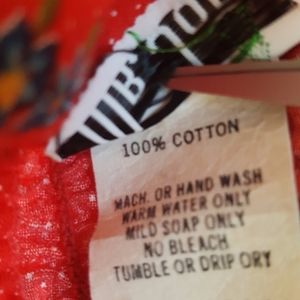 100% COTTON
MACH. OR HAND WASH
WARM WATER ONLY
MILD SOAP ONLY
NO BLEACH
TUMBLE OR DRIP DRY